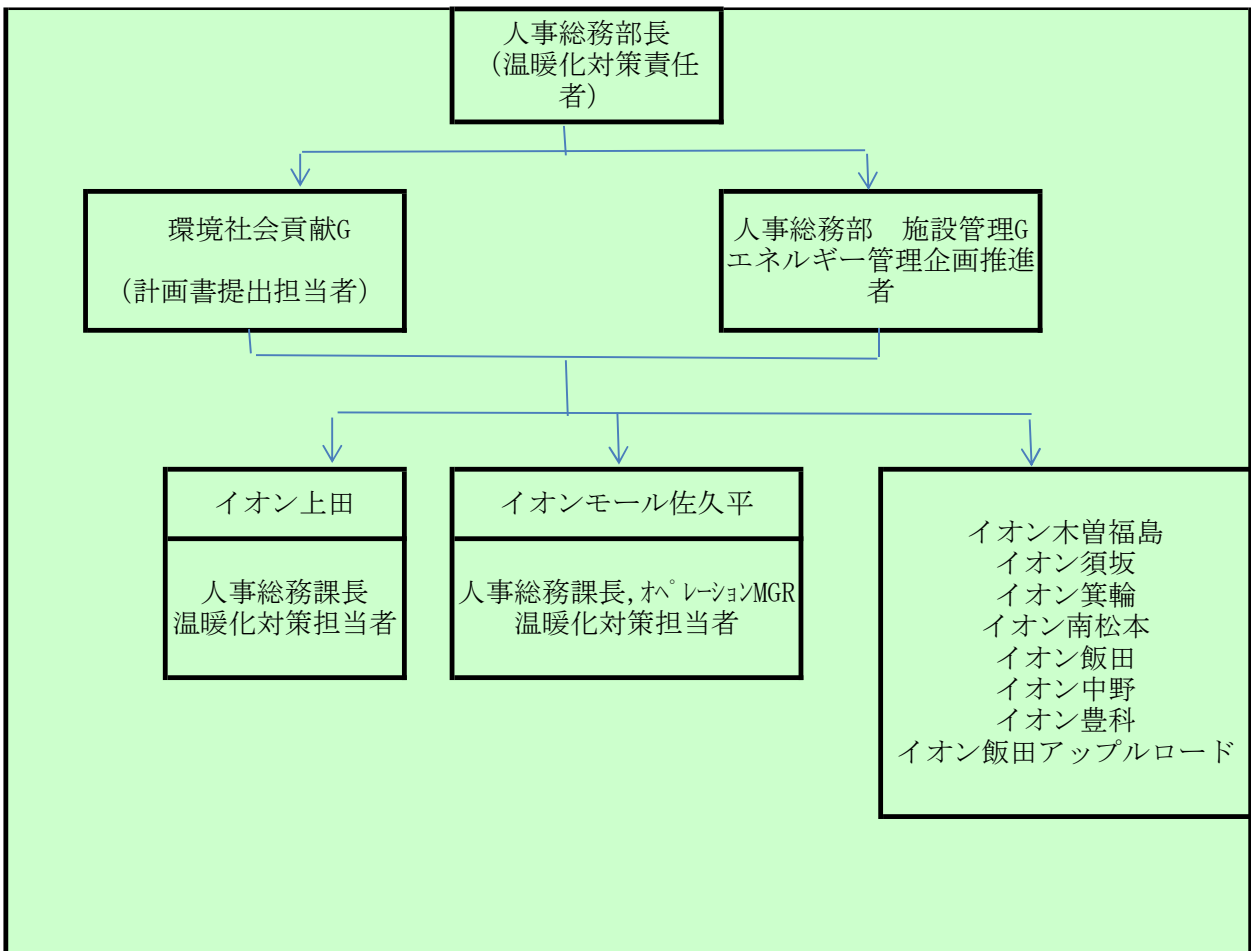 人事総務部長
（温暖化対策責任
者）
環境社会貢献G
（計画書提出担当者）
人事総務部　施設管理G
エネルギー管理企画推進
者
イオン上田
人事総務課長
温暖化対策担当者
イオンモール佐久平
人事総務課長,ｵﾍﾟﾚｰｼｮﾝMGR
温暖化対策担当者
イオン木曽福島
イオン須坂
イオン箕輪
イオン南松本
イオン飯田
イオン中野
イオン豊科
イオン飯田アップルロード